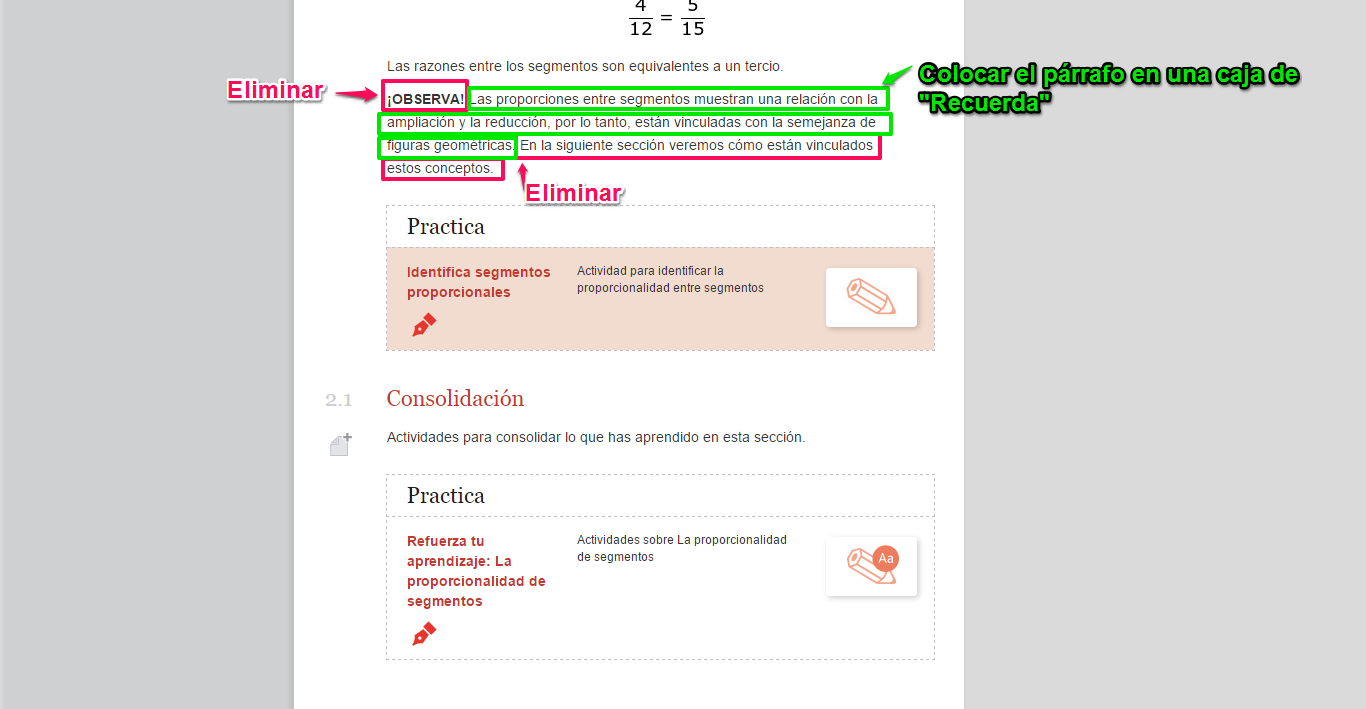 4/12 = 5/15
Las razones entre los segmentos son equivalentes a un tercio.
Colocar el párrafo en una caja de
"Recuerda"
Eliminar
¡OBSERVA! Las proporciones entre segmentos muestran una relación con la
ampliación y la reducción, por lo tanto, están vinculadas con la semejanza de
figuras geométricas. En la siguiente sección veremos cómo están vinculados
estos conceptos.
Eliminar
Practica
Identifica segmentos
proporcionales
Actividad para identificar la
proporcionalidad entre segmentos
2.1 Consolidación
Actividades para consolidar lo que has aprendido en esta sección.
Practica
Refuerza tu
aprendizaje: La
proporcionalidad de
segmentos
Actividades sobre La proporcionalidad
de segmentos
Aa